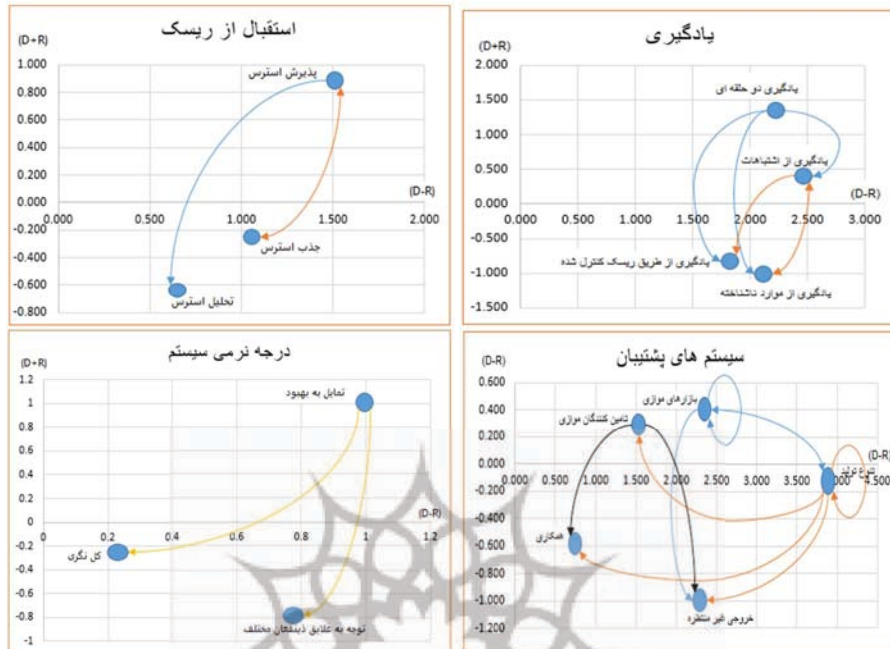 استقبال از ریسک
(D+R)
1.000
0.800
0.600
0.400
0.200
0.000
-0.200
-0.400
-0.600
-0.800
0.000
0.500
1.000
1.500
2.000
(D-R)
پذیرش استرس
جذب استرس
تحلیل استرس
یادگیری
(D+R)
2.000
1.500
1.000
0.500
0.000
-0.500
-1.000
-1.500
0.000
0.500
1.000
1.500
2.000
2.500
3.000
(D-R)
یادگیری دو حلقه ای
یادگیری از اشتباهات
یادگیری از طریق ریسک کنترل شده
یادگیری از موارد ناشناخته
درجه نرمی سیستم
(D+R)
1.2
1
0.8
0.6
0.4
0.2
0
-0.2
-0.4
-0.6
-0.8
-1
0
0.2
0.4
0.6
0.8
1
1.2
(D-R)
تمایل به بهبود
کل نگری
توجه به علایق ذینفعان مختلف
سیستم های پشتیبان
(D-R)
0.600
0.400
0.200
0.000
-0.200
-0.400
-0.600
-0.800
-1.000
-1.200
0.000
0.500
1.000
1.500
2.000
2.500
3.000
3.500
4.000
4.500
(D-R)
بازارهای موازی
تامین کنندگان موازی
تنوع تولید
همکاری
خروجی غیر منتظره